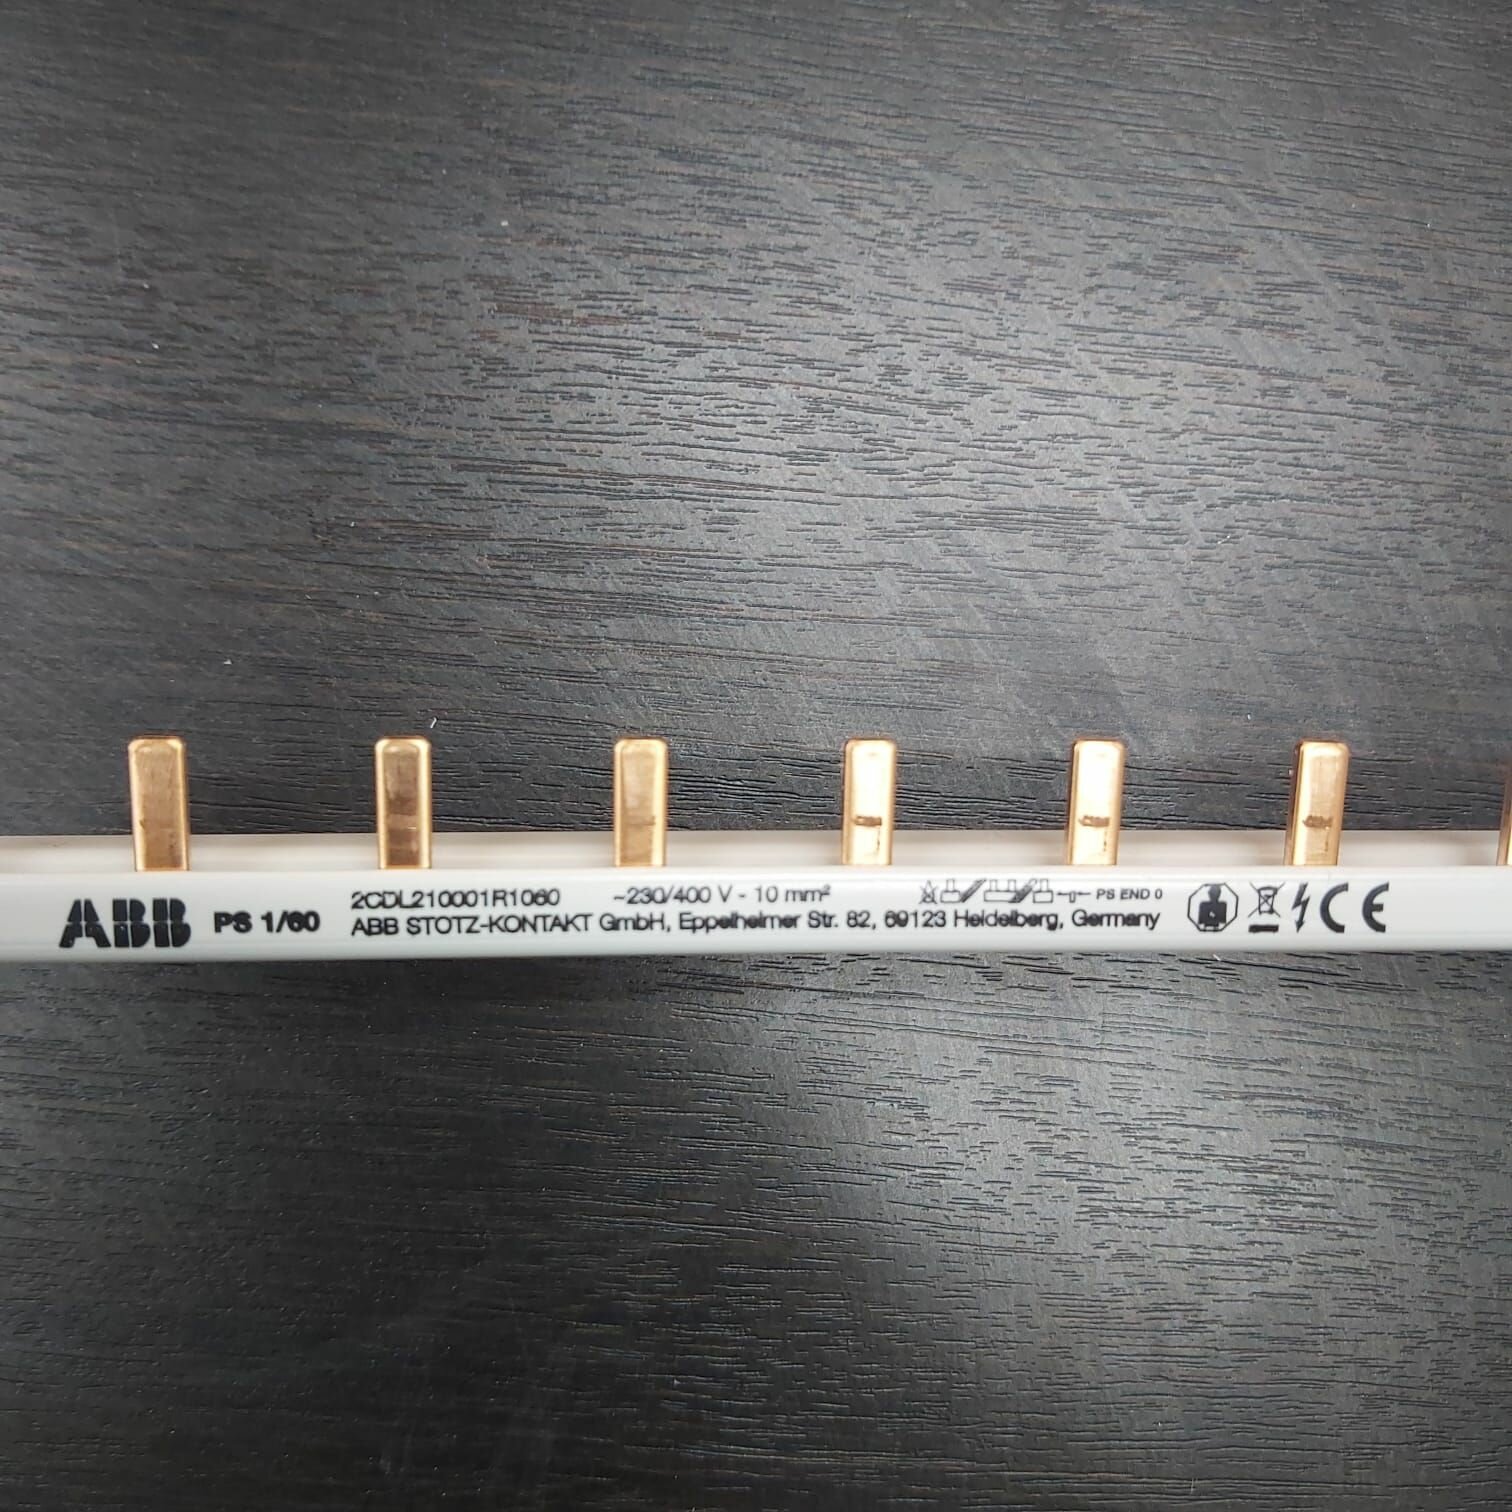 ABB PS 1/60
2CDL210001R1060 ~230/400 V - 10 mm² PS END 0
ABB STOTZ-KONTAKT GmbH, Eppelheimer Str. 82, 69123 Heidelberg, Germany
CE